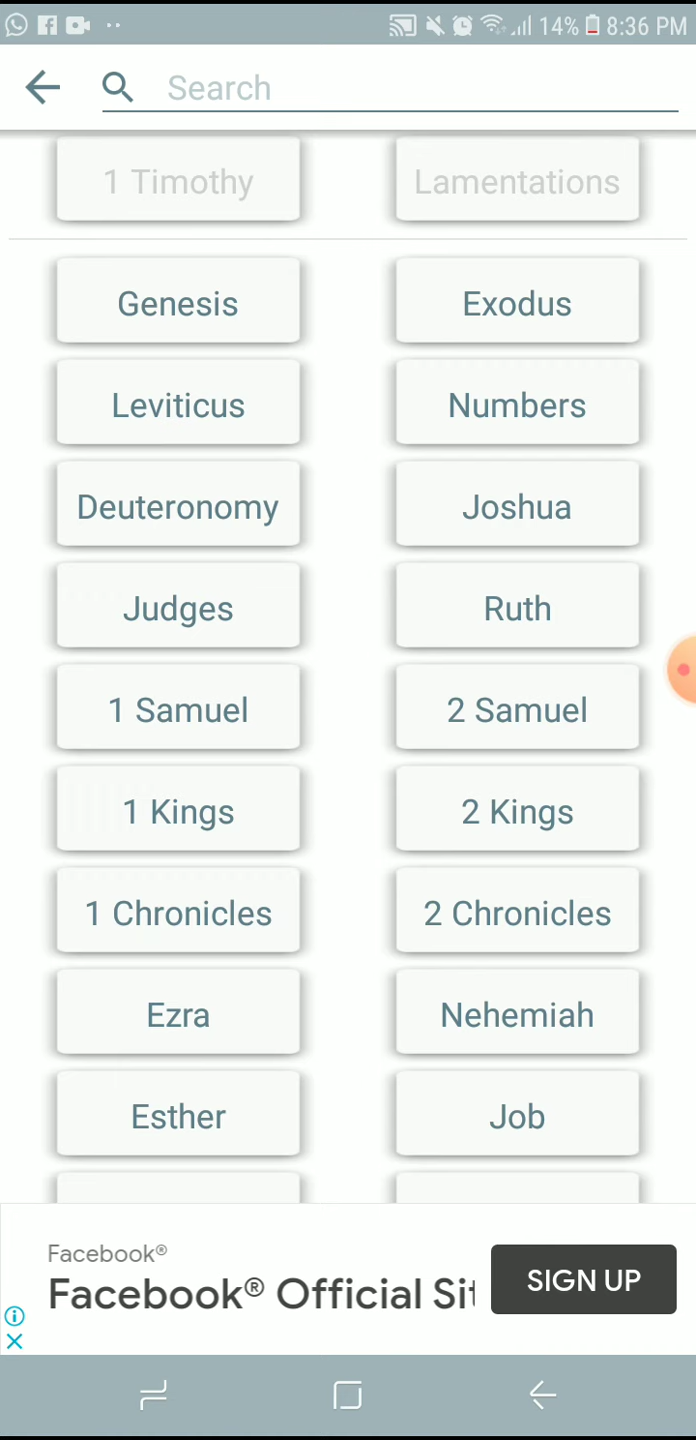 14% 8:36 PM
Search
1 Timothy Lamentations
Genesis Exodus
Leviticus Numbers
Deuteronomy Joshua
Judges Ruth
1 Samuel 2 Samuel
1 Kings 2 Kings
1 Chronicles 2 Chronicles
Ezra Nehemiah
Esther Job
Facebook®
Facebook® Official Sit
SIGN UP